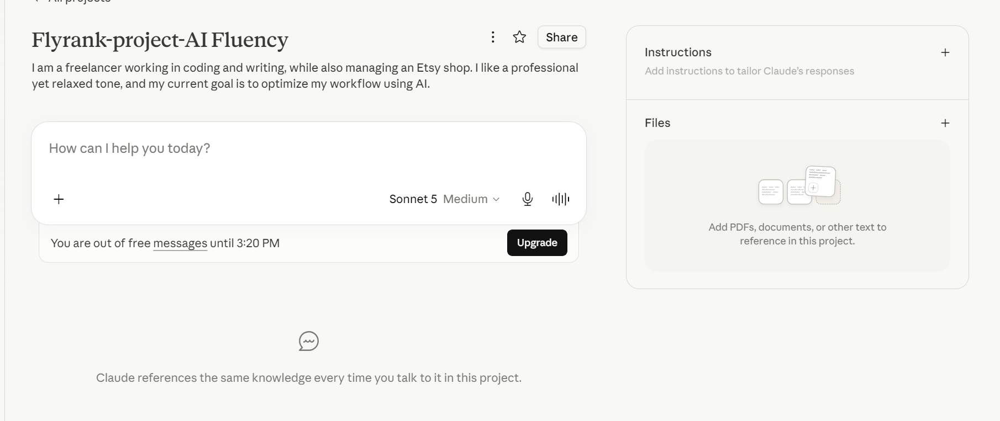 All projects
Flyrank-project-AI Fluency
Share
I am a freelancer working in coding and writing, while also managing an Etsy shop. I like a professional
yet relaxed tone, and my current goal is to optimize my workflow using AI.
How can I help you today?
Sonnet 5 Medium
You are out of free messages until 3:20 PM
Upgrade
Claude references the same knowledge every time you talk to it in this project.
Instructions
Add instructions to tailor Claude’s responses
Files
Add PDFs, documents, or other text to
reference in this project.